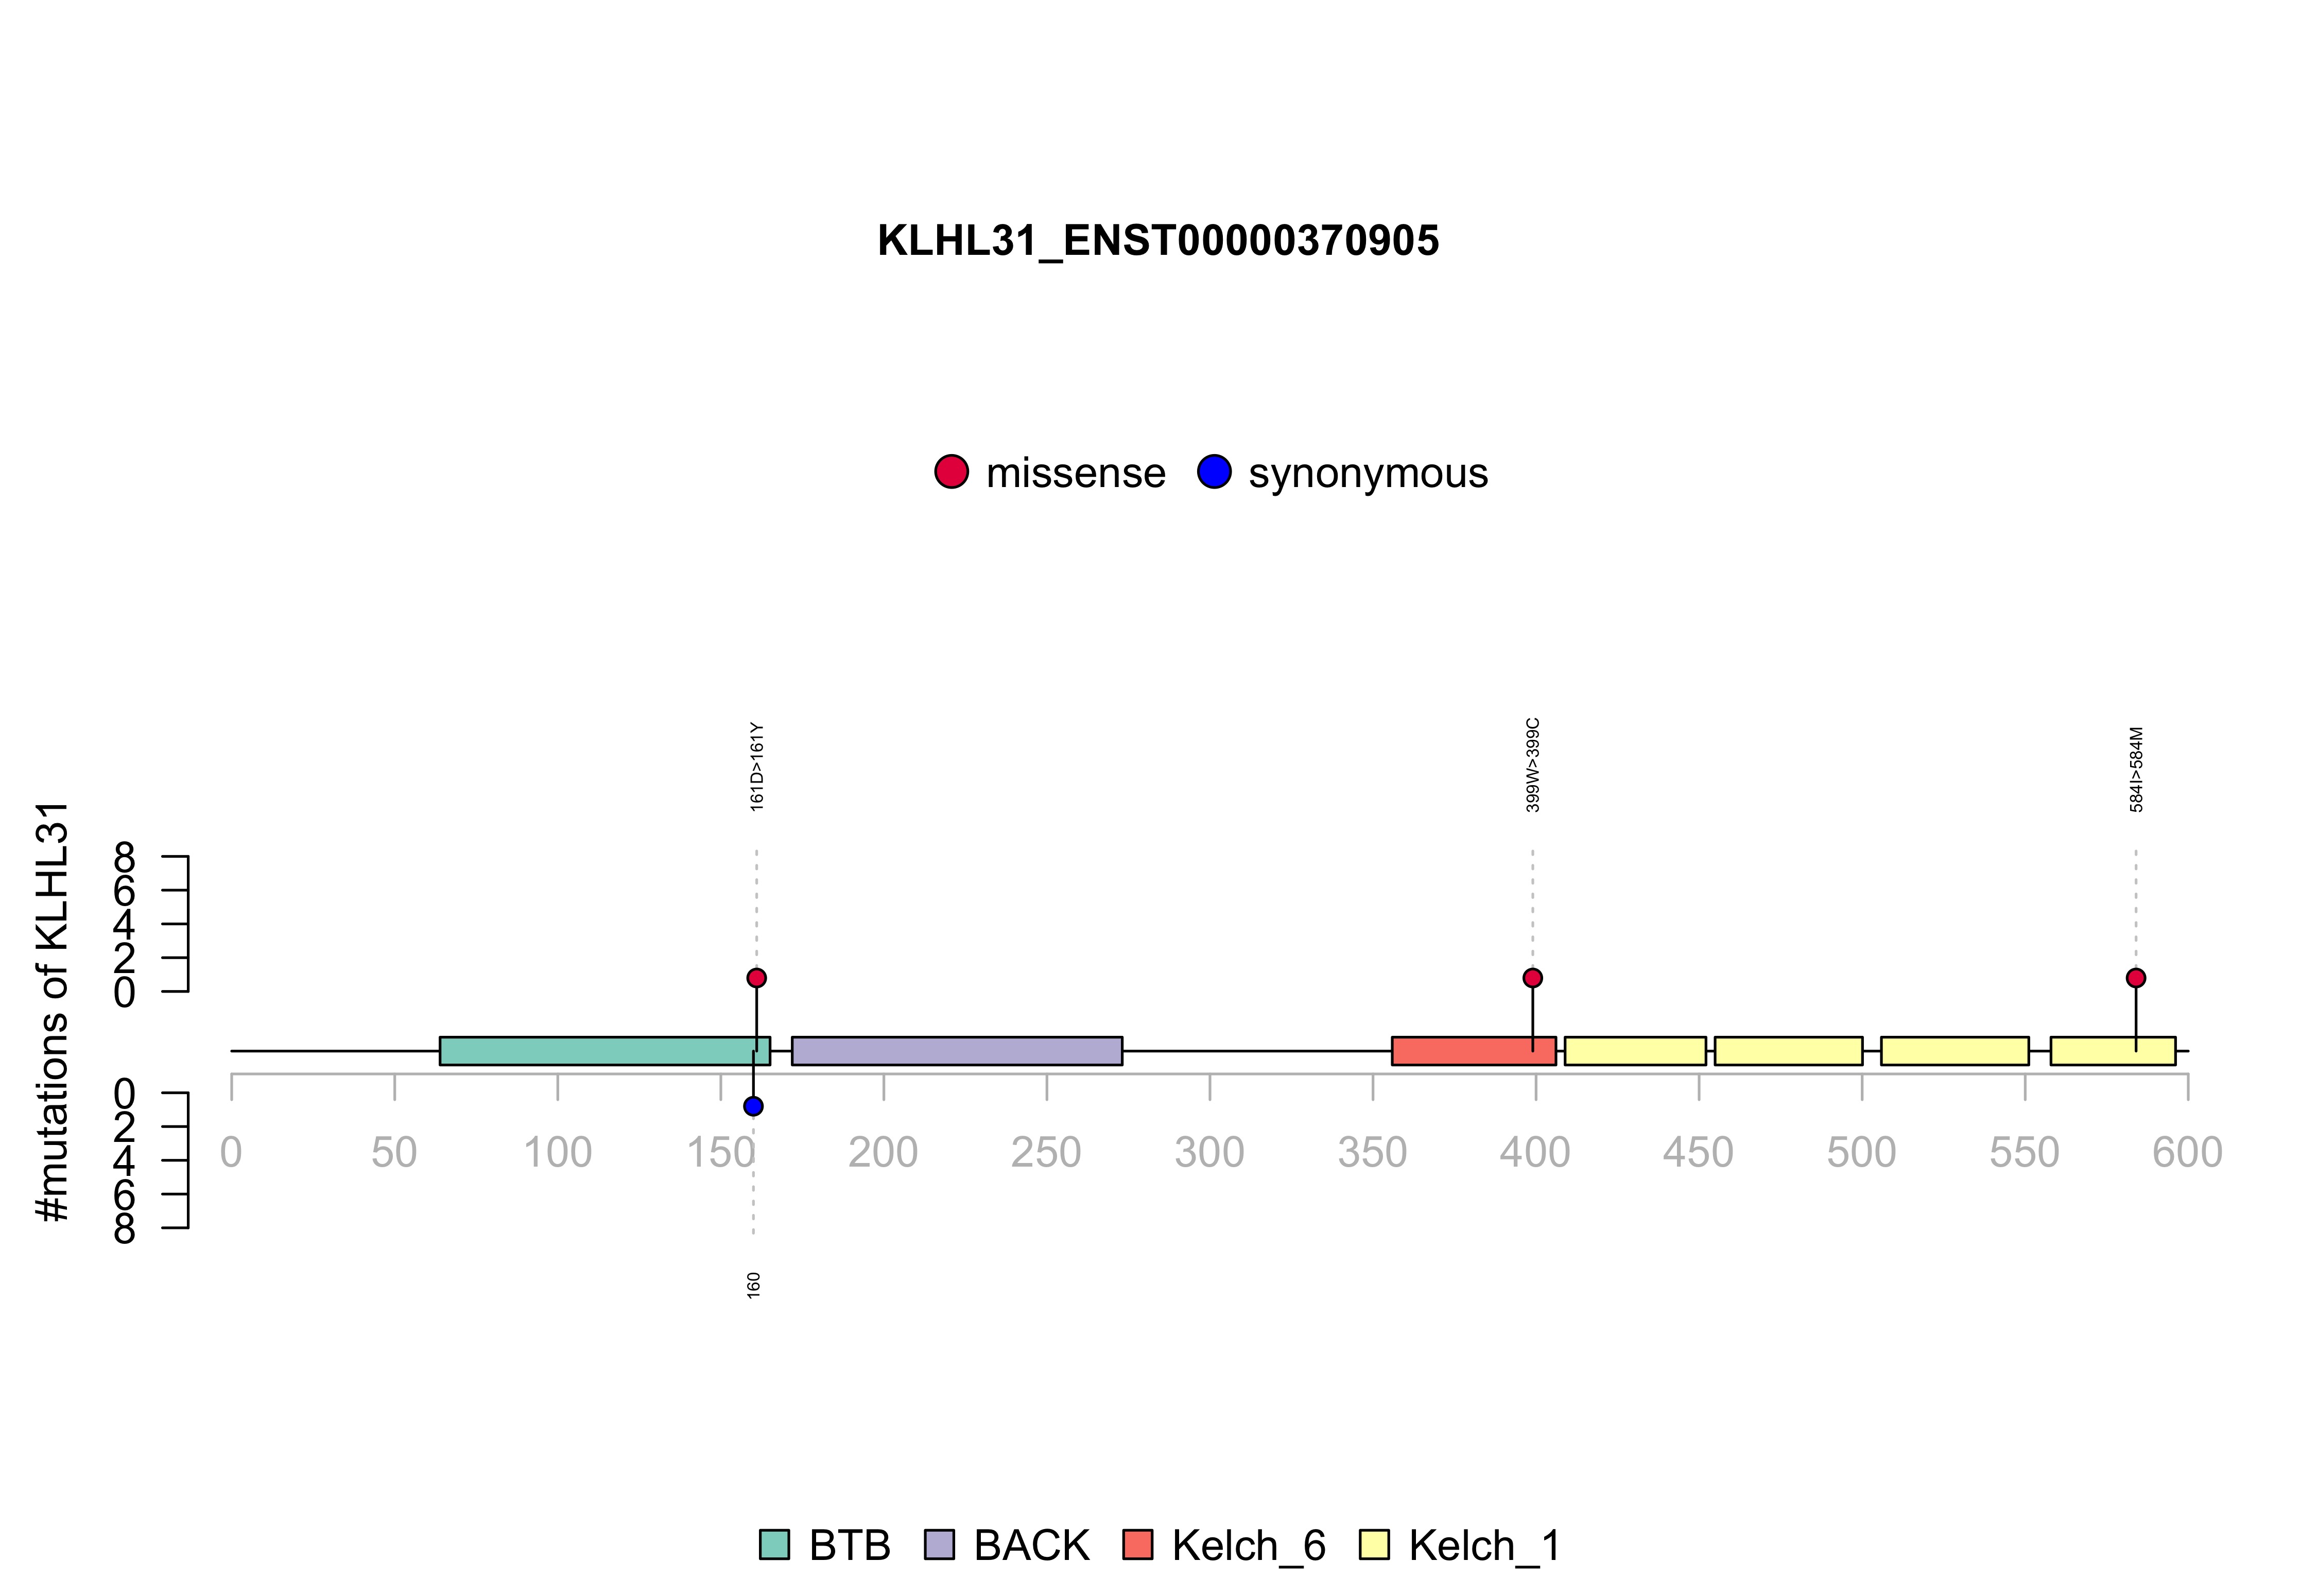 KLHL31_ENST00000370905
missense synonymous
161D>161Y 399W>399C 584I>584M
#mutations of KLHL31
8
6
4
2
0
0
2
4
6
8
0 50 100 150 200 250 300 350 400 450 500 550 600
160
BTB BACK Kelch_6 Kelch_1